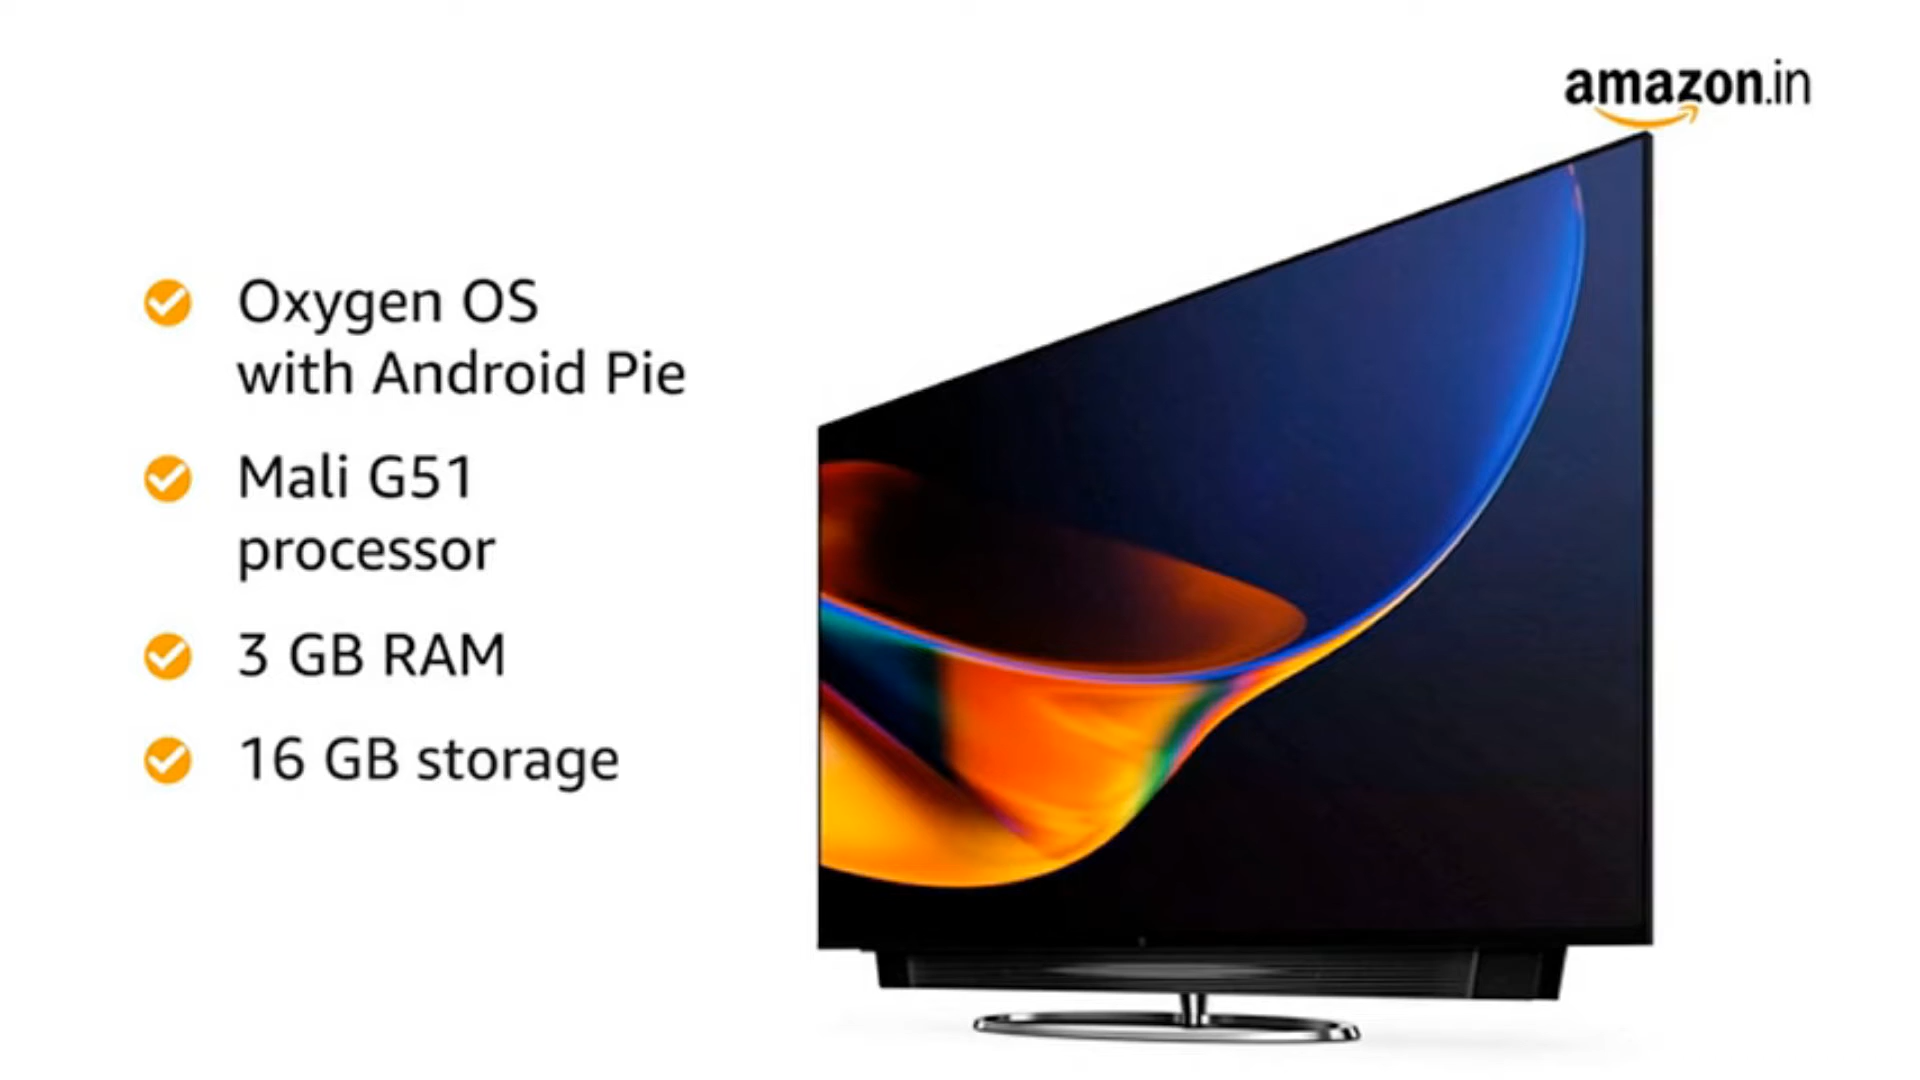 amazon.in
Oxygen OS
with Android Pie
Mali G51
processor
3 GB RAM
16 GB storage